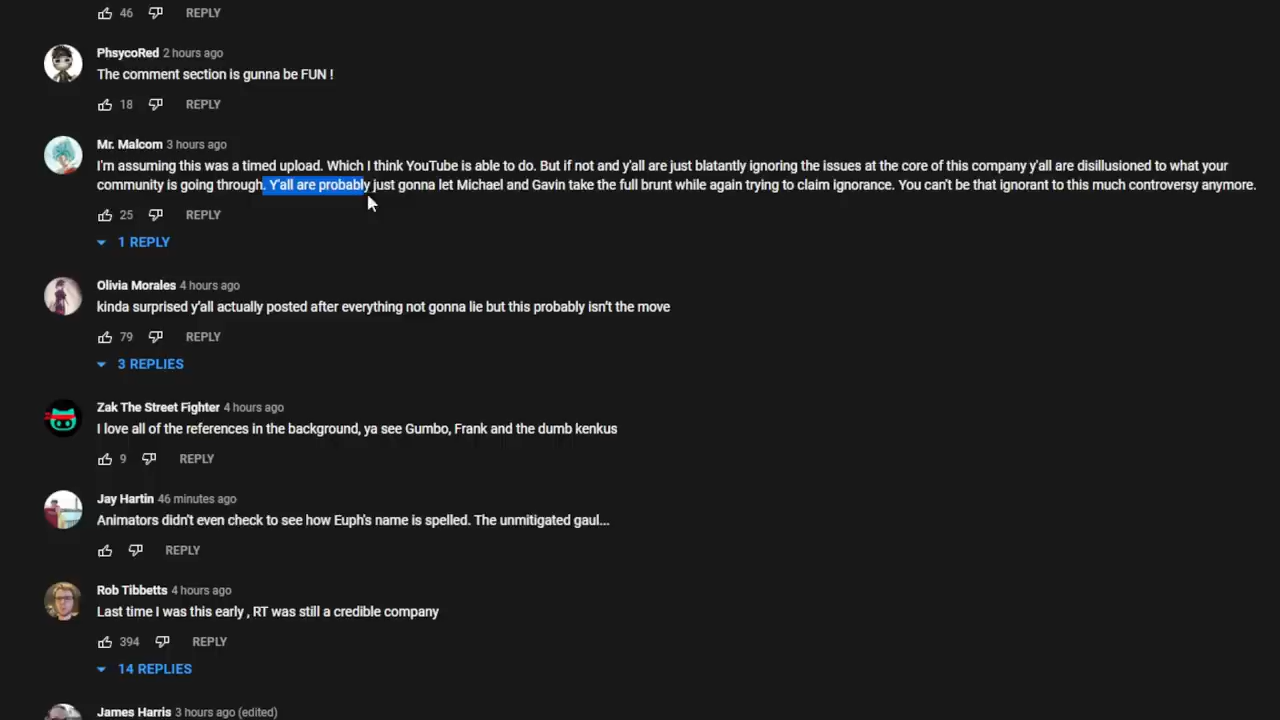 46 REPLY
PhsycoRed 2 hours ago
The comment section is gunna be FUN !
18 REPLY
Mr. Malcom 3 hours ago
I'm assuming this was a timed upload. Which I think YouTube is able to do. But if not and y'all are just blatantly ignoring the issues at the core of this company y'all are disillusioned to what your
community is going through. Y'all are probably just gonna let Michael and Gavin take the full brunt while again trying to claim ignorance. You can't be that ignorant to this much controversy anymore.
25 REPLY
1 REPLY
Olivia Morales 4 hours ago
kinda surprised y'all actually posted after everything not gonna lie but this probably isn't the move
79 REPLY
3 REPLIES
Zak The Street Fighter 4 hours ago
I love all of the references in the background, ya see Gumbo, Frank and the dumb kenkus
9 REPLY
Jay Hartin 46 minutes ago
Animators didn't even check to see how Euph's name is spelled. The unmitigated gaul...
REPLY
Rob Tibbetts 4 hours ago
Last time I was this early , RT was still a credible company
394 REPLY
14 REPLIES
James Harris 3 hours ago (edited)